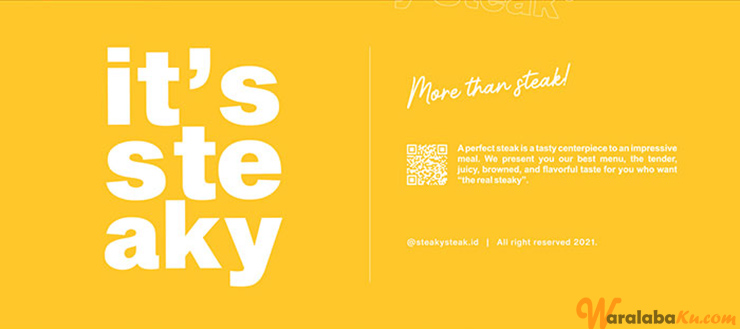 y Steak
it's
ste
aky
More than steak!
A perfect steak is a tasty centerpiece to an impressive
meal. We present you our best menu, the tender,
juicy, browned, and flavorful taste for you who want
"the real steaky".
@steakysteak.id | All right reserved 2021.
WaralabaKu.com